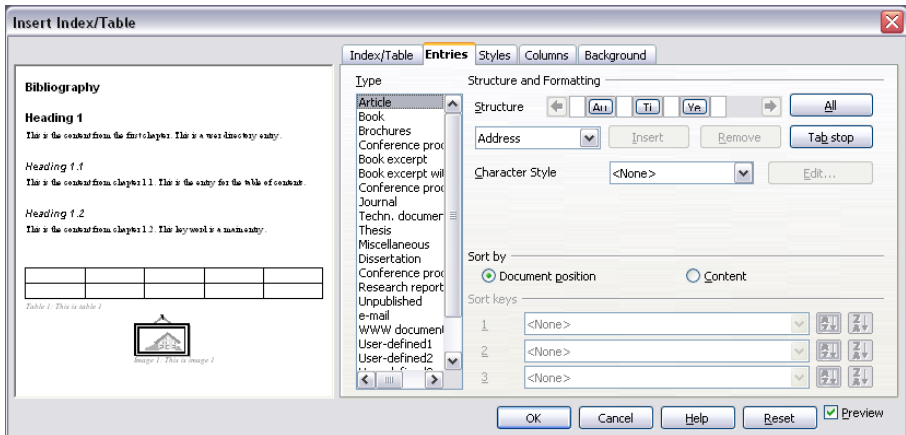 Insert Index/Table
Index/Table Entries Styles Columns Background
Bibliography
Heading 1
This is the content from the first chapter. This is a user directory entry.
Heading 1.1
This is the content from chapter 1.1. This is the entry for the table of contents.
Heading 1.2
This is the content from chapter 1.2. This keyword is a main entry.
Table 1: This is table 1
Image 1: This is image 1
Type
Article
Book
Brochures
Conference proc
Book excerpt
Book excerpt wit
Conference proc
Journal
Techn. documen
Thesis
Miscellaneous
Dissertation
Conference proc
Research report
Unpublished
e-mail
WWW document
User-defined1
User-defined2
Structure and Formatting
Structure Au Ti Ye All
Address Insert Remove Tab stop
Character Style <None> Edit...
Sort by
Document position Content
Sort keys
1 <None>
2 <None>
3 <None>
OK Cancel Help Reset Preview